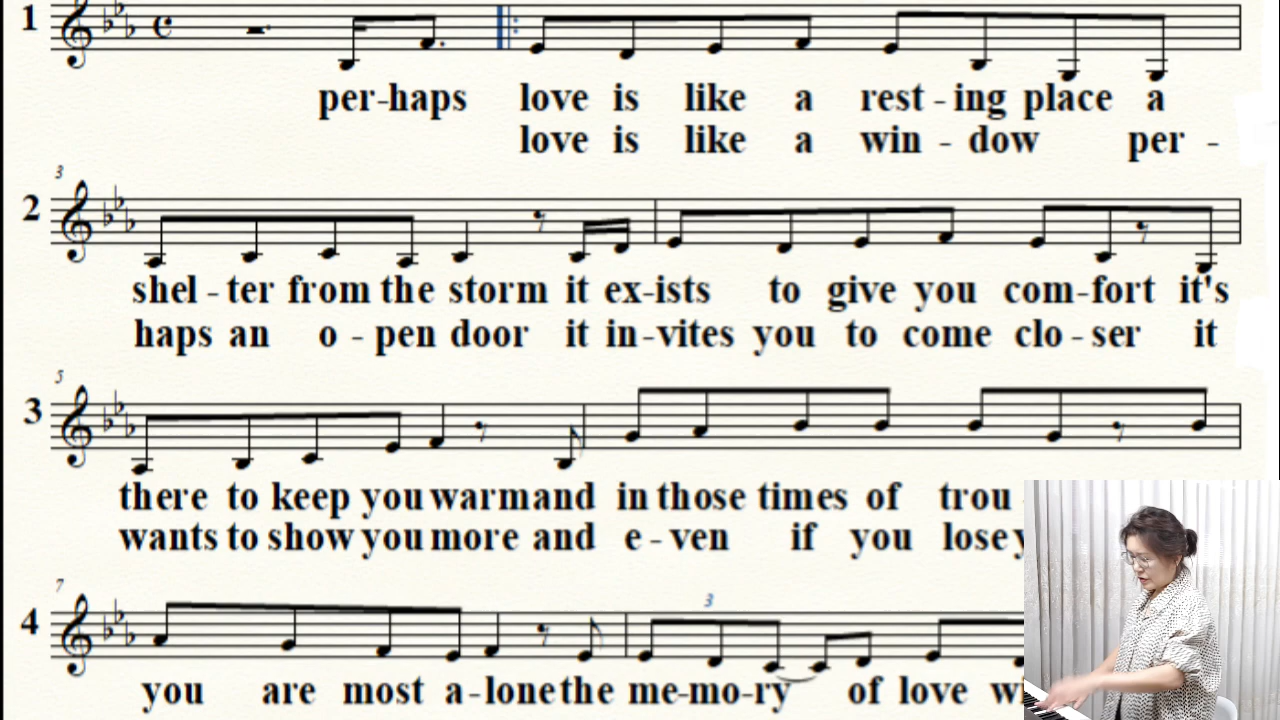 1
per-haps love is like a rest - ing place a
love is like a win - dow per -
3
2
shel - ter from the storm it ex-ists to give you com-fort it's
haps an o - pen door it in-vites you to come clo - ser it
5
3
there to keep you warm and in those times of trou
wants to show you more and e - ven if you lose
7
4
3
you are most a-lone the me-mo-ry of love